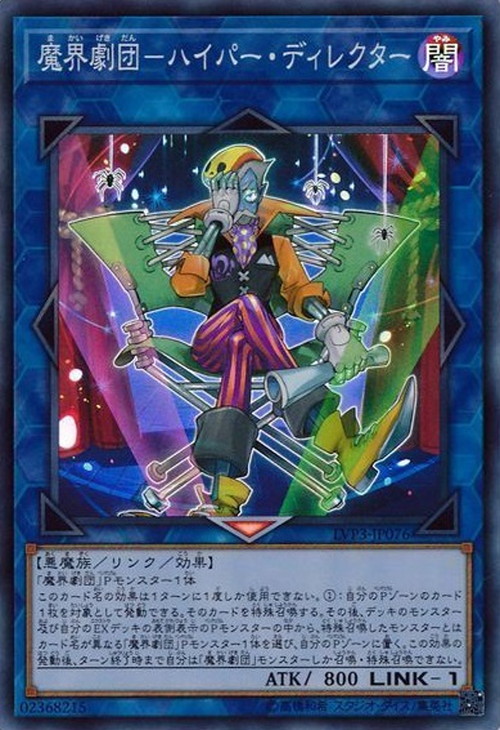 魔界劇団－ハイパー・ディレクター 闇
LVP3-JP076
【悪魔族／リンク／効果】
「魔界劇団」Pモンスター1体
このカード名の効果は1ターンに1度しか使用できない。①：自分のPゾーンのカード
1枚を対象として発動できる。そのカードを特殊召喚する。その後、デッキのモンスター
及び自分のEXデッキの表側表示のPモンスターの中から、特殊召喚したモンスターとは
カード名が異なる「魔界劇団」Pモンスター1体を選び、自分のPゾーンに置く。この効果の
発動後、ターン終了時まで自分は「魔界劇団」モンスターしか召喚・特殊召喚できない。
ATK/ 800 LINK-1
02368215 ©高橋和希 スタジオ・ダイス/集英社